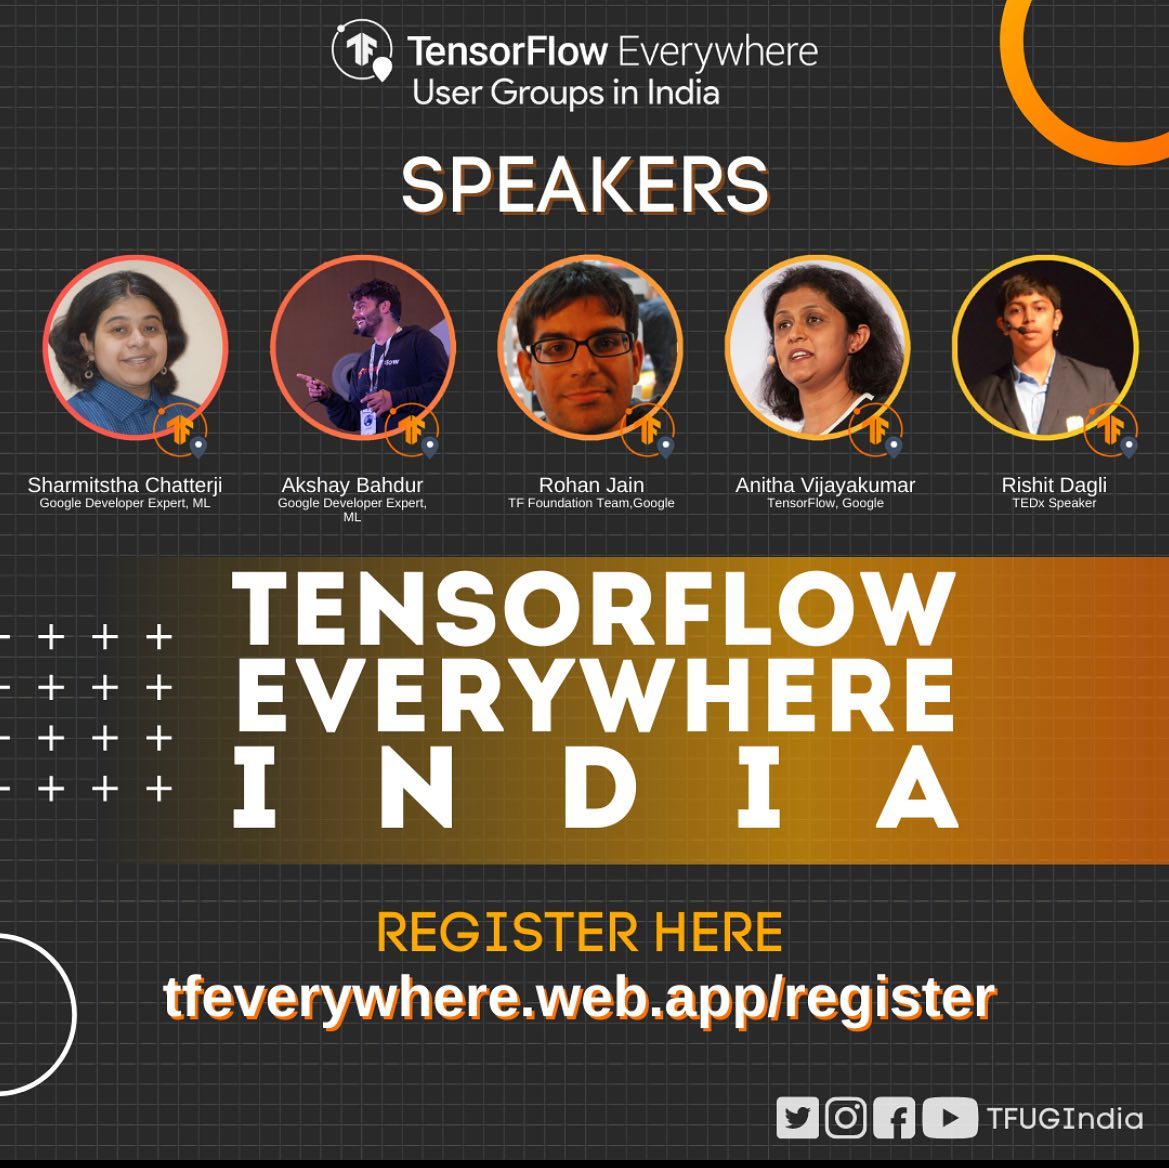 TensorFlow Everywhere
User Groups in India
SPEAKERS
Sharmitstha Chatterji
Google Developer Expert, ML
Akshay Bahdur
Google Developer Expert,
ML
Rohan Jain
TF Foundation Team,Google
Anitha Vijayakumar
TensorFlow, Google
Rishit Dagli
TEDx Speaker
TENSORFLOW
EVERYWHERE
INDIA
REGISTER HERE
tfeverywhere.web.app/register
TFUGIndia